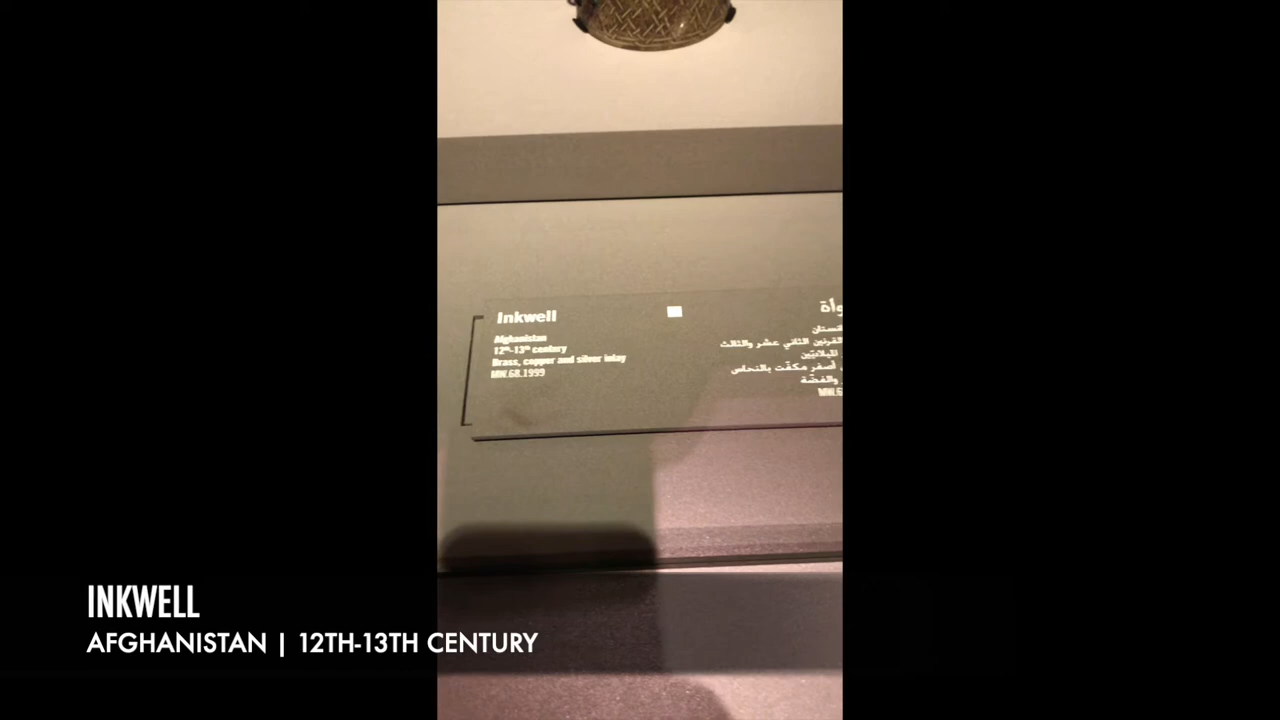 Inkwell
Afghanistan
12th-13th century
Brass, copper and silver inlay
MW.68.1999
القرنين الثاني عشر والثالث
أصفر مكفّت بالنحاس
والفضّة
INKWELL
AFGHANISTAN | 12TH-13TH CENTURY